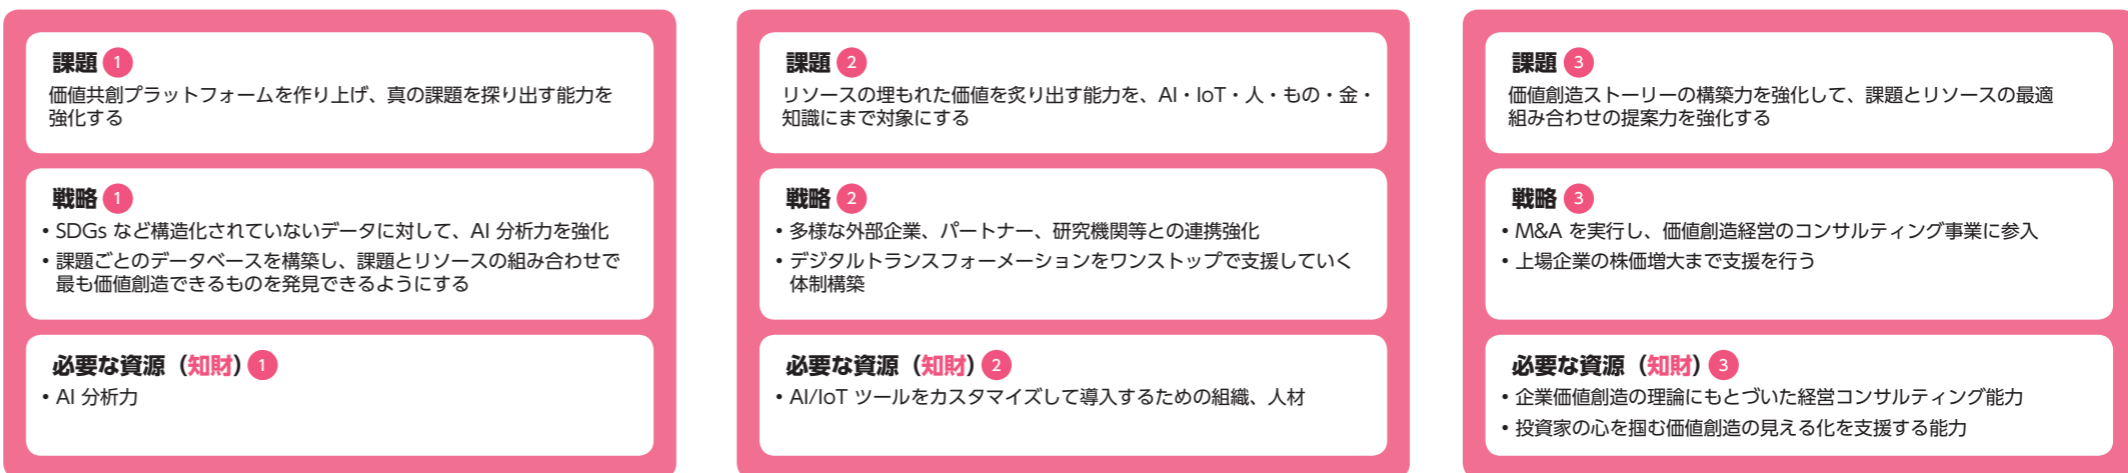 課題 1
価値共創プラットフォームを作り上げ、真の課題を探り出す能力を
強化する
戦略 1
• SDGs など構造化されていないデータに対して、AI 分析力を強化
• 課題ごとのデータベースを構築し、課題とリソースの組み合わせで
最も価値創造できるものを発見できるようにする
必要な資源（知財）1
• AI 分析力
課題 2
リソースの埋もれた価値を炙り出す能力を、AI・IoT・人・もの・金・
知識にまで対象にする
戦略 2
• 多様な外部企業、パートナー、研究機関等との連携強化
• デジタルトランスフォーメーションをワンストップで支援していく
体制構築
必要な資源（知財）2
• AI/IoT ツールをカスタマイズして導入するための組織、人材
課題 3
価値創造ストーリーの構築力を強化して、課題とリソースの最適
組み合わせの提案力を強化する
戦略 3
• M&A を実行し、価値創造経営のコンサルティング事業に参入
• 上場企業の株価増大まで支援を行う
必要な資源（知財）3
• 企業価値創造の理論にもとづいた経営コンサルティング能力
• 投資家の心を掴む価値創造の見える化を支援する能力